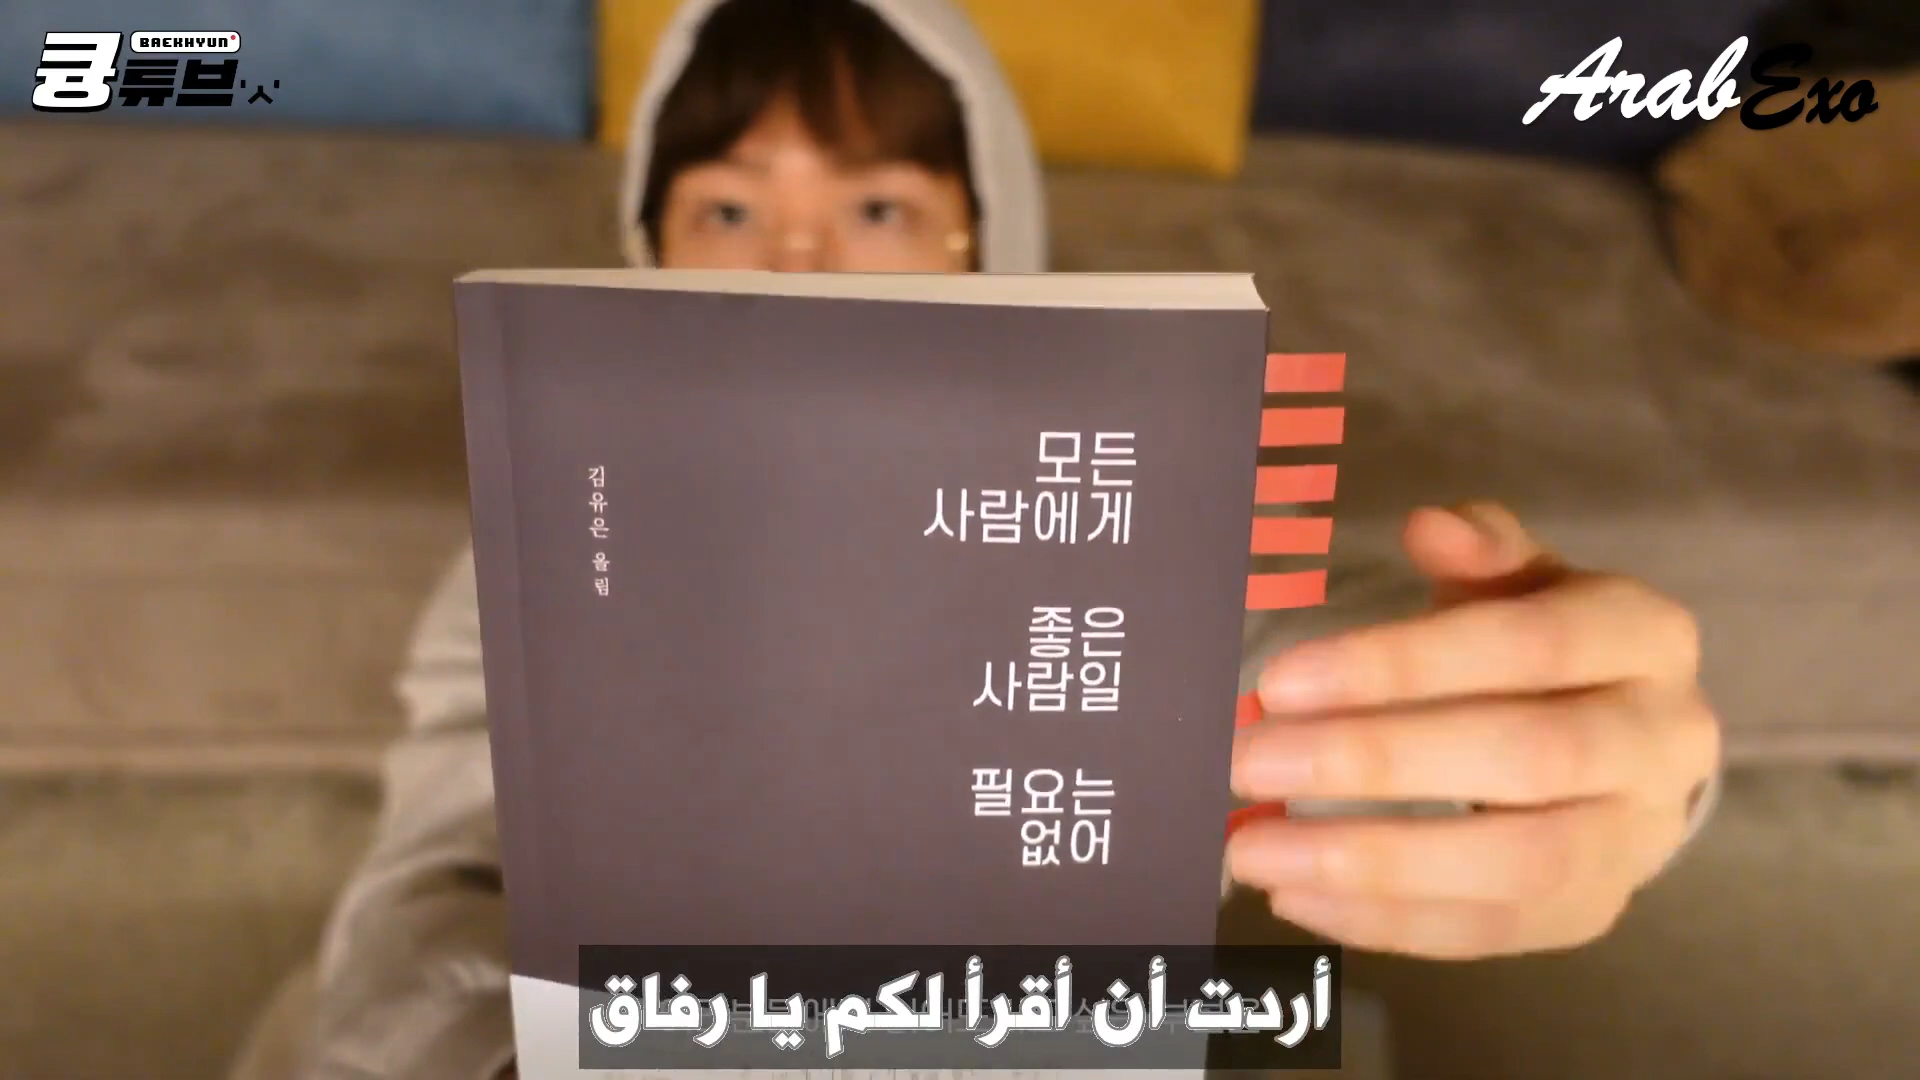 BAEKHYUN
큥튜브
ArabExo
모든
사람에게
좋은
사람일
필요는
없어
김유은 올림
أردت أن أقرأ لكم يا رفاق